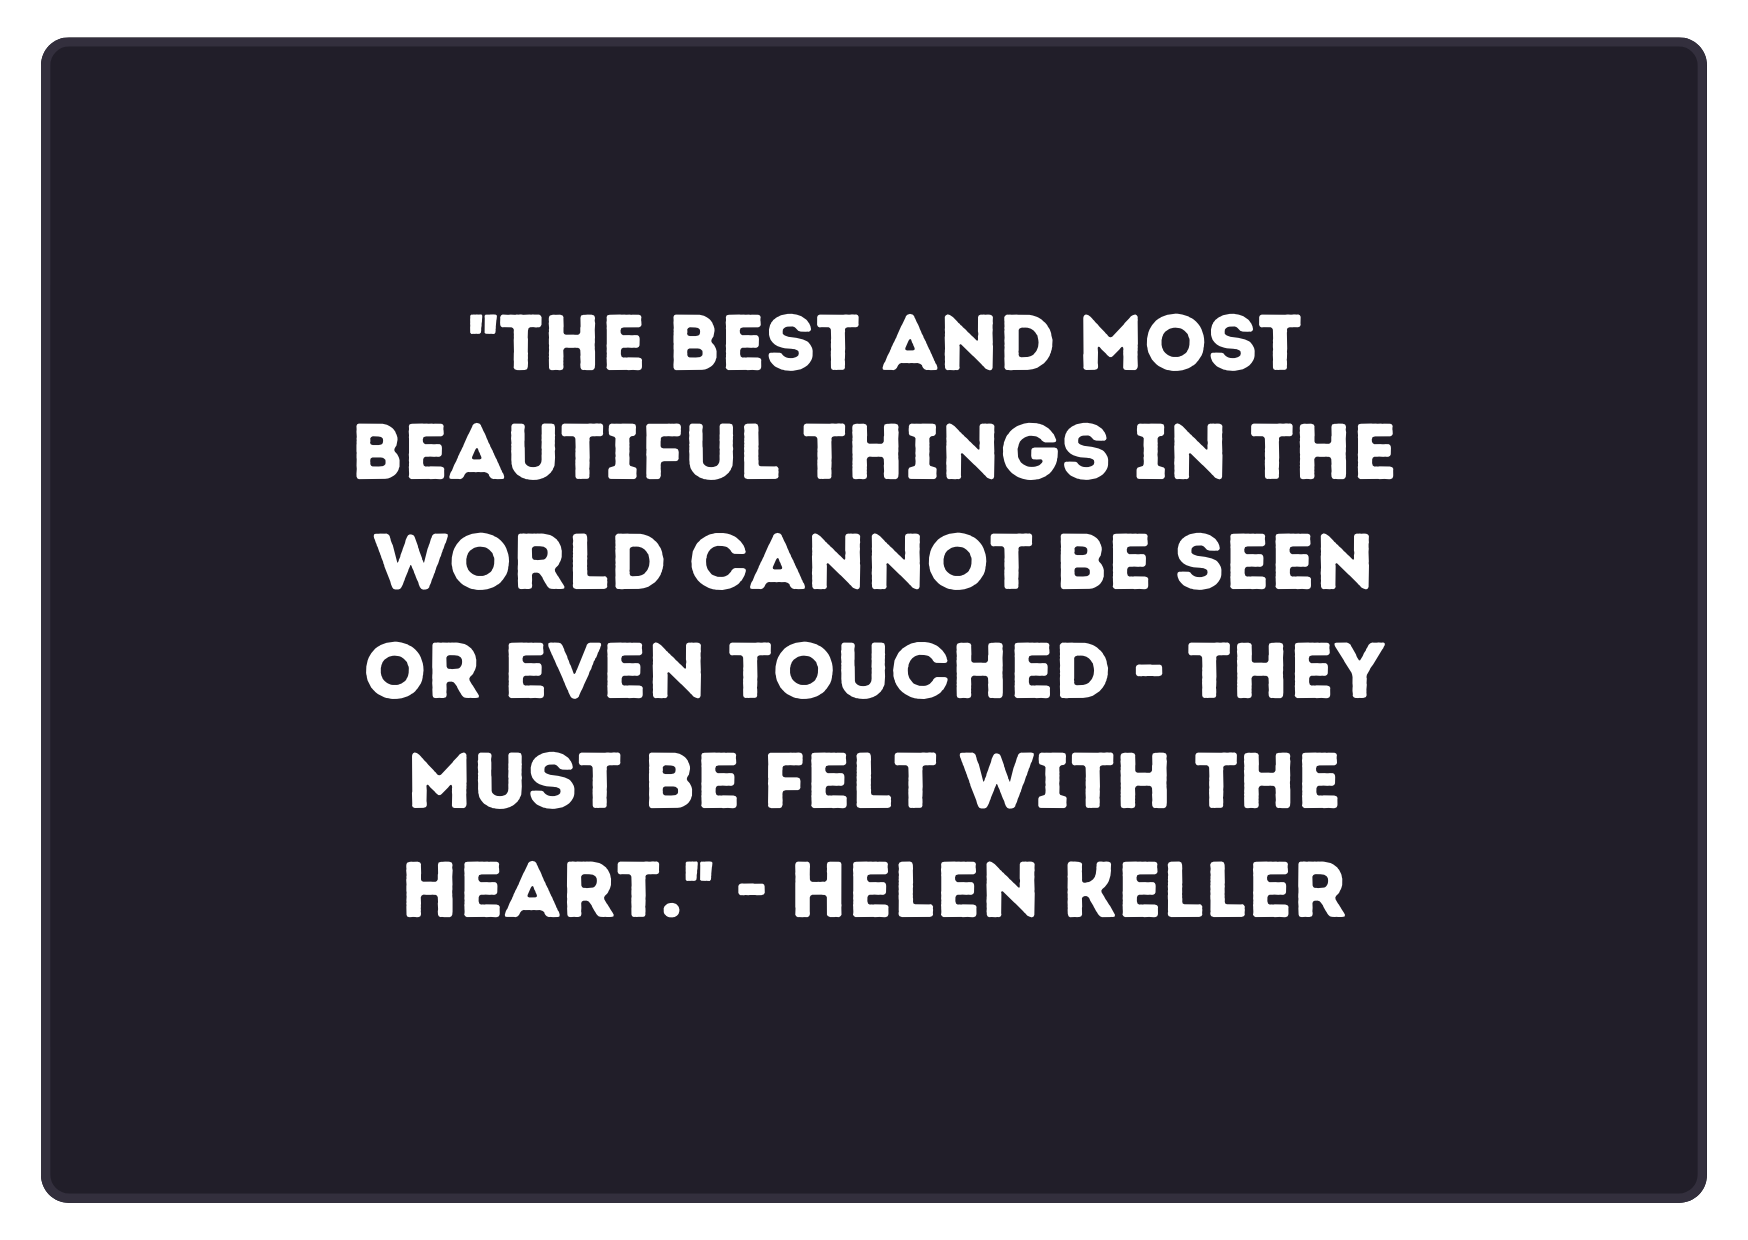 "THE BEST AND MOST
BEAUTIFUL THINGS IN THE
WORLD CANNOT BE SEEN
OR EVEN TOUCHED - THEY
MUST BE FELT WITH THE
HEART." - HELEN KELLER